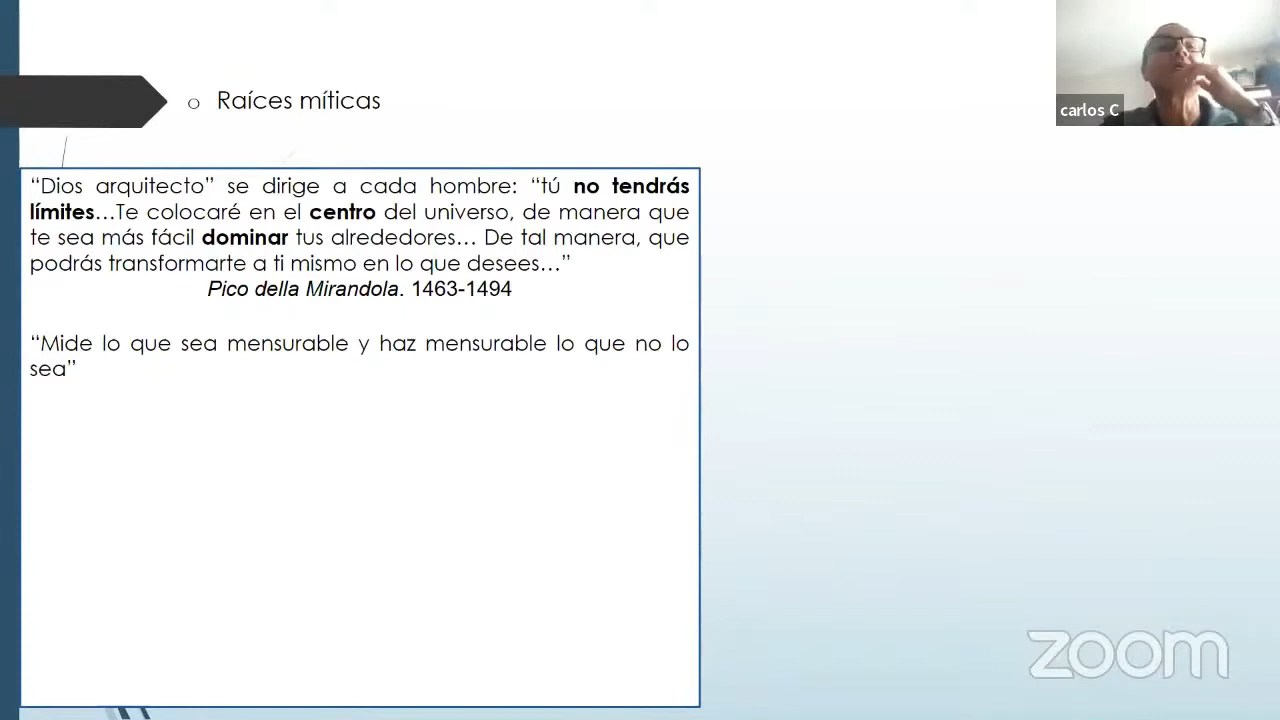 o Raíces míticas
carlos C
“Dios arquitecto” se dirige a cada hombre: “tú no tendrás
límites…Te colocaré en el centro del universo, de manera que
te sea más fácil dominar tus alrededores… De tal manera, que
podrás transformarte a ti mismo en lo que desees…”
Pico della Mirandola. 1463-1494
“Mide lo que sea mensurable y haz mensurable lo que no lo
sea”
zoom